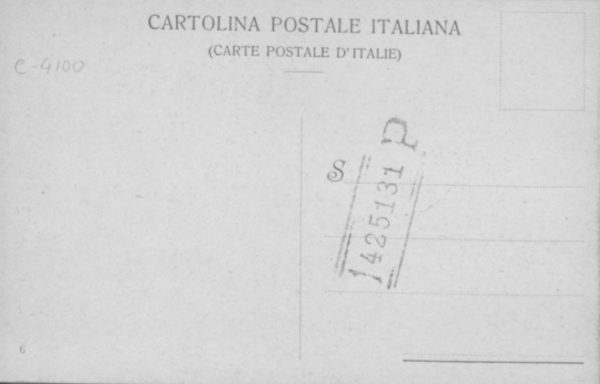 CARTOLINA POSTALE ITALIANA
(CARTE POSTALE D'ITALIE)
C-4100
S
1425131 P
6